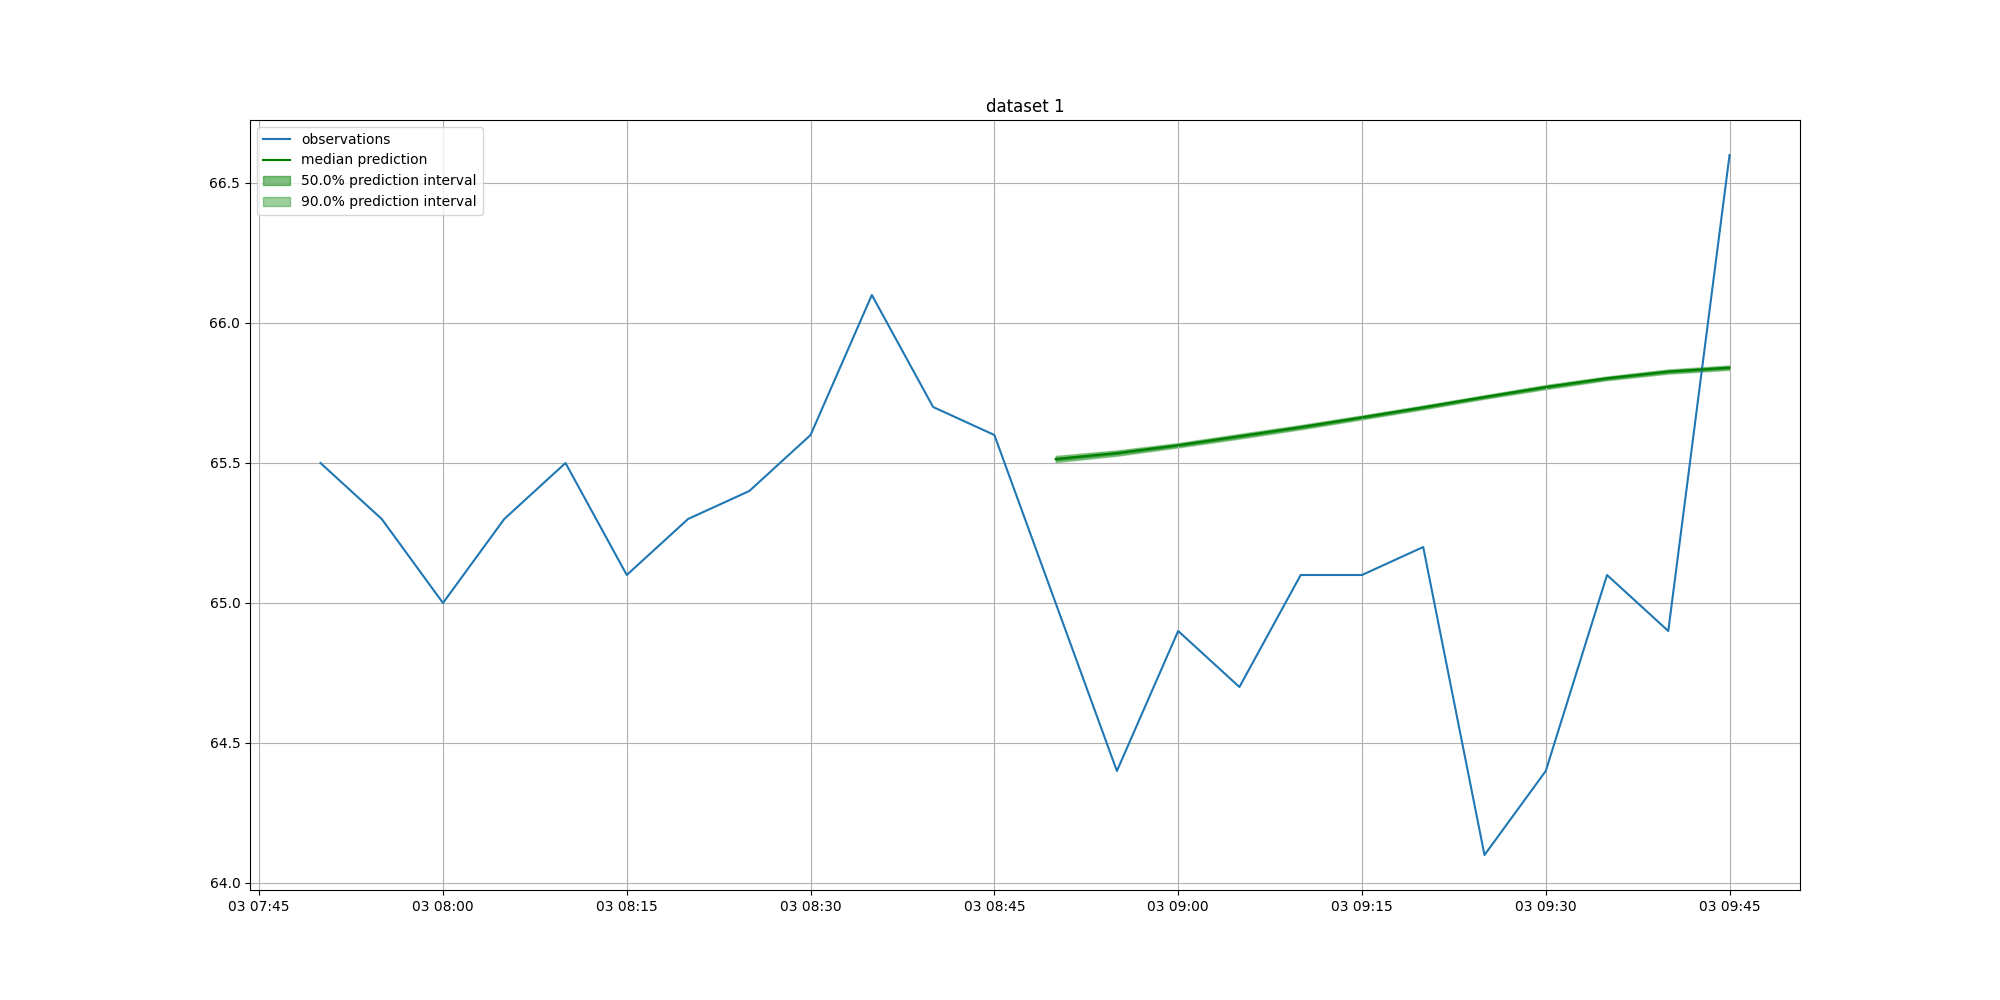 dataset 1
observations
median prediction
50.0% prediction interval
90.0% prediction interval
66.5
66.0
65.5
65.0
64.5
64.0
03 07:45 03 08:00 03 08:15 03 08:30 03 08:45 03 09:00 03 09:15 03 09:30 03 09:45